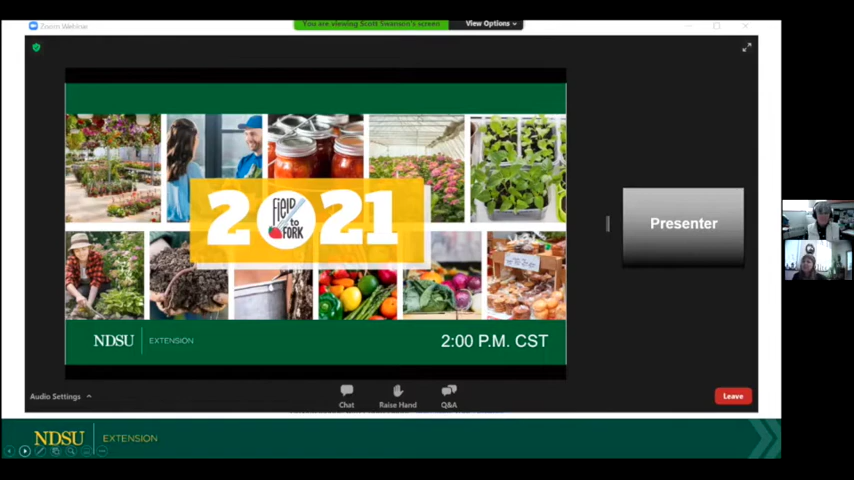 Zoom Webinar
You are viewing Scott Swanson's screen
View Options
2021
Field
to
FORK
Presenter
NDSU
EXTENSION
2:00 P.M. CST
Audio Settings
Chat
Raise Hand
Q&A
Leave
NDSU
EXTENSION